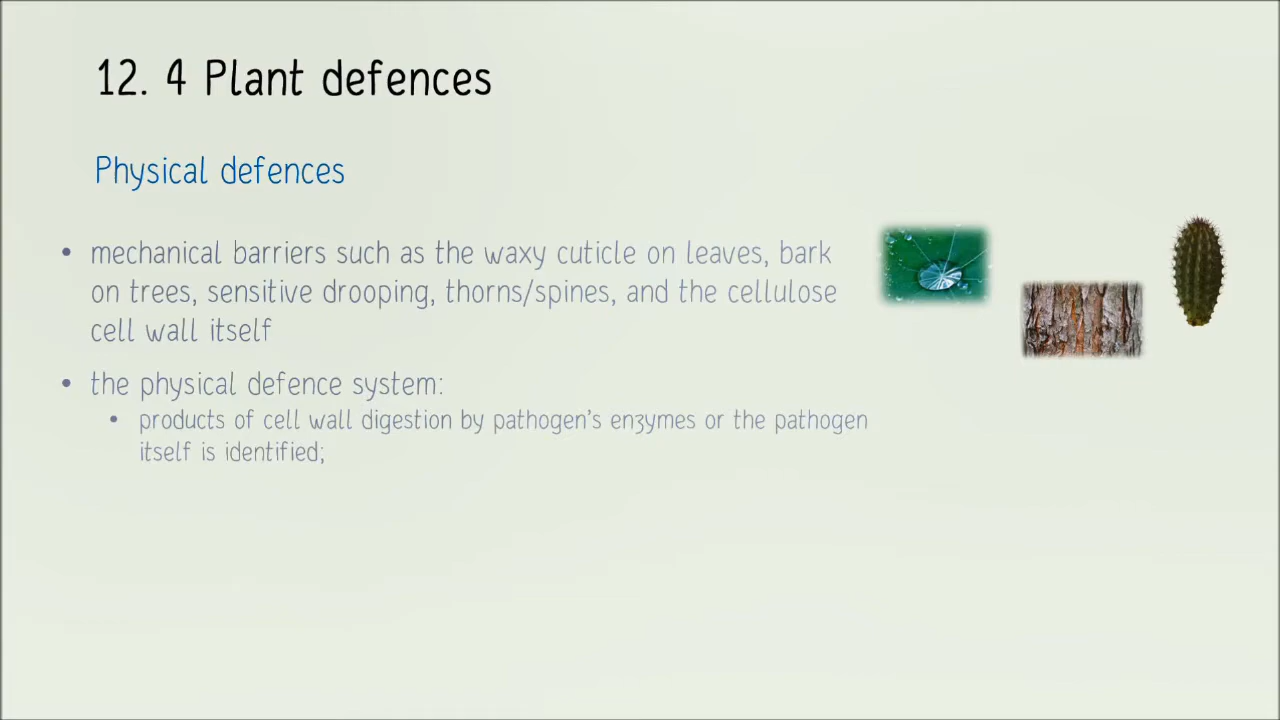 12. 4 Plant defences
Physical defences
• mechanical barriers such as the waxy cuticle on leaves, bark
on trees, sensitive drooping, thorns/spines, and the cellulose
cell wall itself
• the physical defence system:
• products of cell wall digestion by pathogen's enzymes or the pathogen
itself is identified;